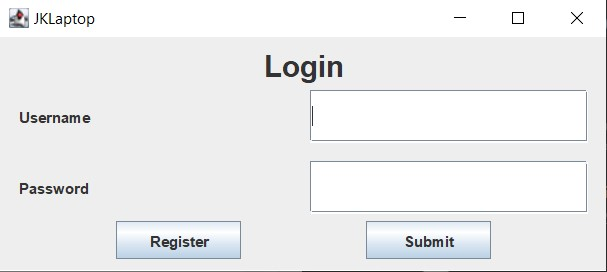 JKLaptop
Login
Username
Password
Register Submit